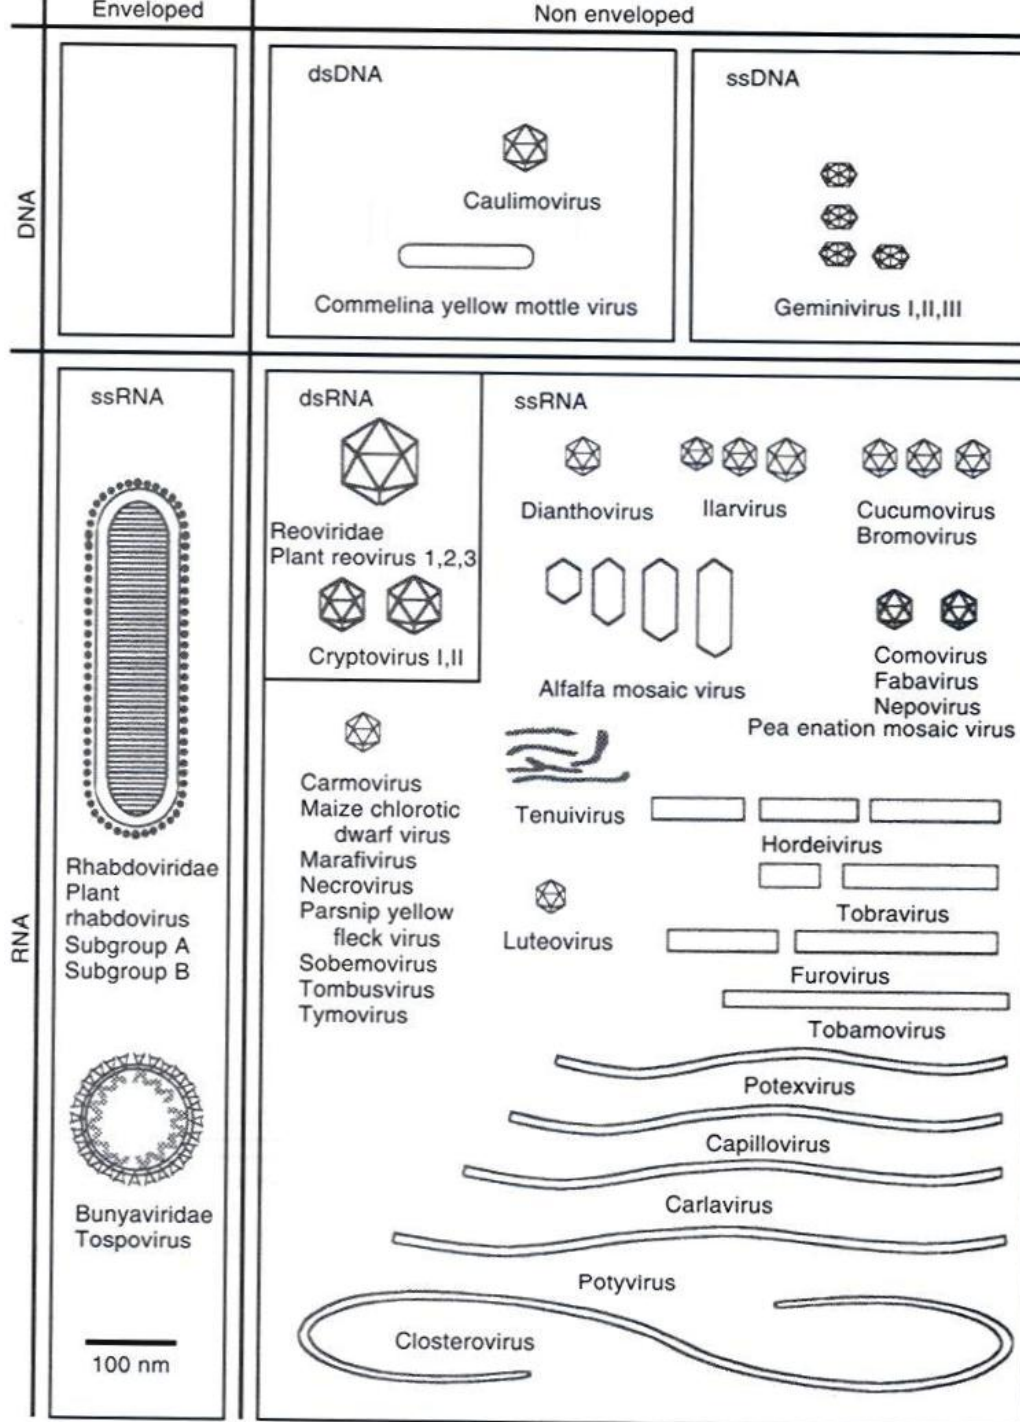 Enveloped
Non enveloped
DNA
dsDNA
Caulimovirus
Commelina yellow mottle virus
ssDNA
Geminivirus I,II,III
RNA
ssRNA
Rhabdoviridae
Plant
rhabdovirus
Subgroup A
Subgroup B
Bunyaviridae
Tospovirus
100 nm
dsRNA
Reoviridae
Plant reovirus 1,2,3
Cryptovirus I,II
ssRNA
Dianthovirus
Ilarvirus
Cucumovirus
Bromovirus
Alfalfa mosaic virus
Comovirus
Fabavirus
Nepovirus
Pea enation mosaic virus
Carmovirus
Maize chlorotic
dwarf virus
Marafivirus
Necrovirus
Parsnip yellow
fleck virus
Sobemovirus
Tombusvirus
Tymovirus
Tenuivirus
Hordeivirus
Tobravirus
Luteovirus
Furovirus
Tobamovirus
Potexvirus
Capillovirus
Carlavirus
Potyvirus
Closterovirus